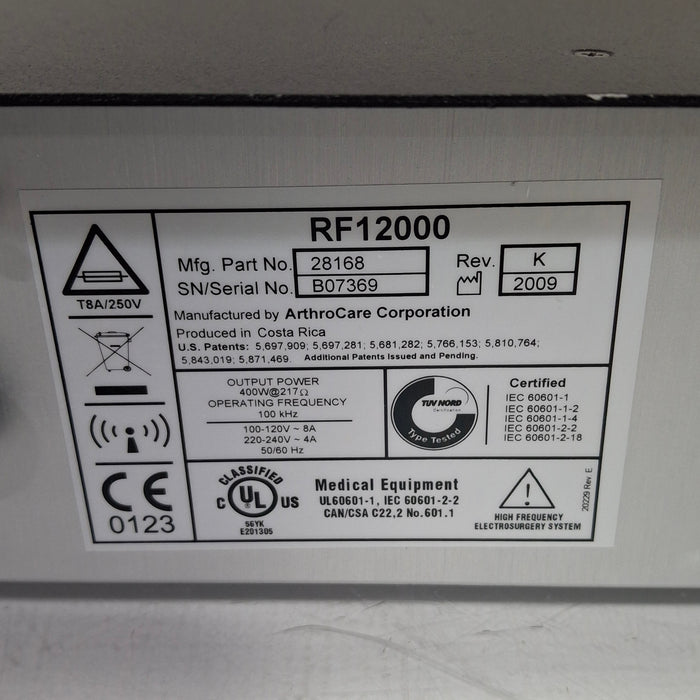 RF12000
Mfg. Part No. 28168 Rev. K
SN/Serial No. B07369 2009
Manufactured by ArthroCare Corporation
Produced in Costa Rica
U.S. Patents: 5,697,909; 5,697,281; 5,681,282; 5,766,153; 5,810,764;
5,843,019; 5,871,469. Additional Patents Issued and Pending.
T8A/250V
OUTPUT POWER
400W@217Ω
OPERATING FREQUENCY
100 kHz
100-120V ~ 8A
220-240V ~ 4A
50/60 Hz
TUV NORD
Certification
Type Tested
Certified
IEC 60601-1
IEC 60601-1-2
IEC 60601-1-4
IEC 60601-2-2
IEC 60601-2-18
CE
0123
CLASSIFIED
C UL US
56YK
E201305
Medical Equipment
UL60601-1, IEC 60601-2-2
CAN/CSA C22,2 No.601.1
HIGH FREQUENCY
ELECTROSURGERY SYSTEM
20229 Rev. E